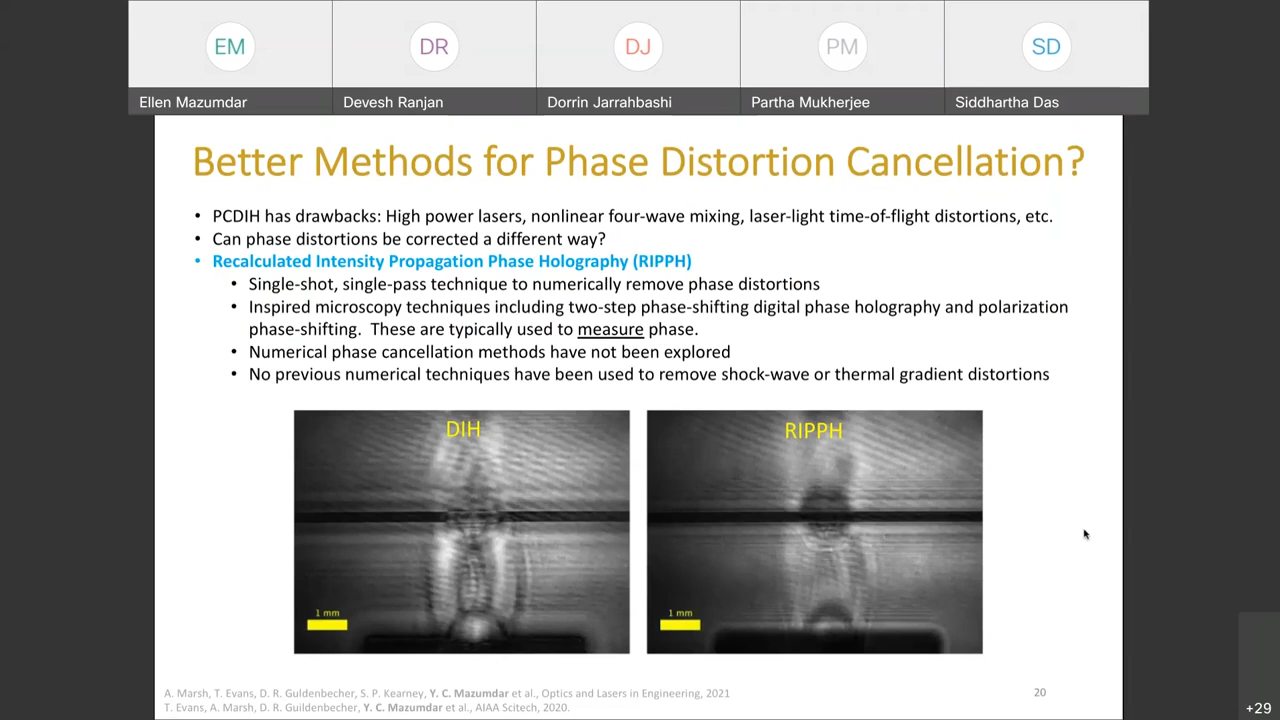 EM
DR
DJ
PM
SD
Ellen Mazumdar
Devesh Ranjan
Dorrin Jarrahbashi
Partha Mukherjee
Siddhartha Das
Better Methods for Phase Distortion Cancellation?
• PCDIH has drawbacks: High power lasers, nonlinear four-wave mixing, laser-light time-of-flight distortions, etc.
• Can phase distortions be corrected a different way?
• Recalculated Intensity Propagation Phase Holography (RIPPH)
• Single-shot, single-pass technique to numerically remove phase distortions
• Inspired microscopy techniques including two-step phase-shifting digital phase holography and polarization
phase-shifting. These are typically used to measure phase.
• Numerical phase cancellation methods have not been explored
• No previous numerical techniques have been used to remove shock-wave or thermal gradient distortions
DIH
RIPPH
1 mm
1 mm
A. Marsh, T. Evans, D. R. Guldenbecher, S. P. Kearney, Y. C. Mazumdar et al., Optics and Lasers in Engineering, 2021
T. Evans, A. Marsh, D. R. Guildenbecher, Y. C. Mazumdar et al., AIAA Scitech, 2020.
20
+29